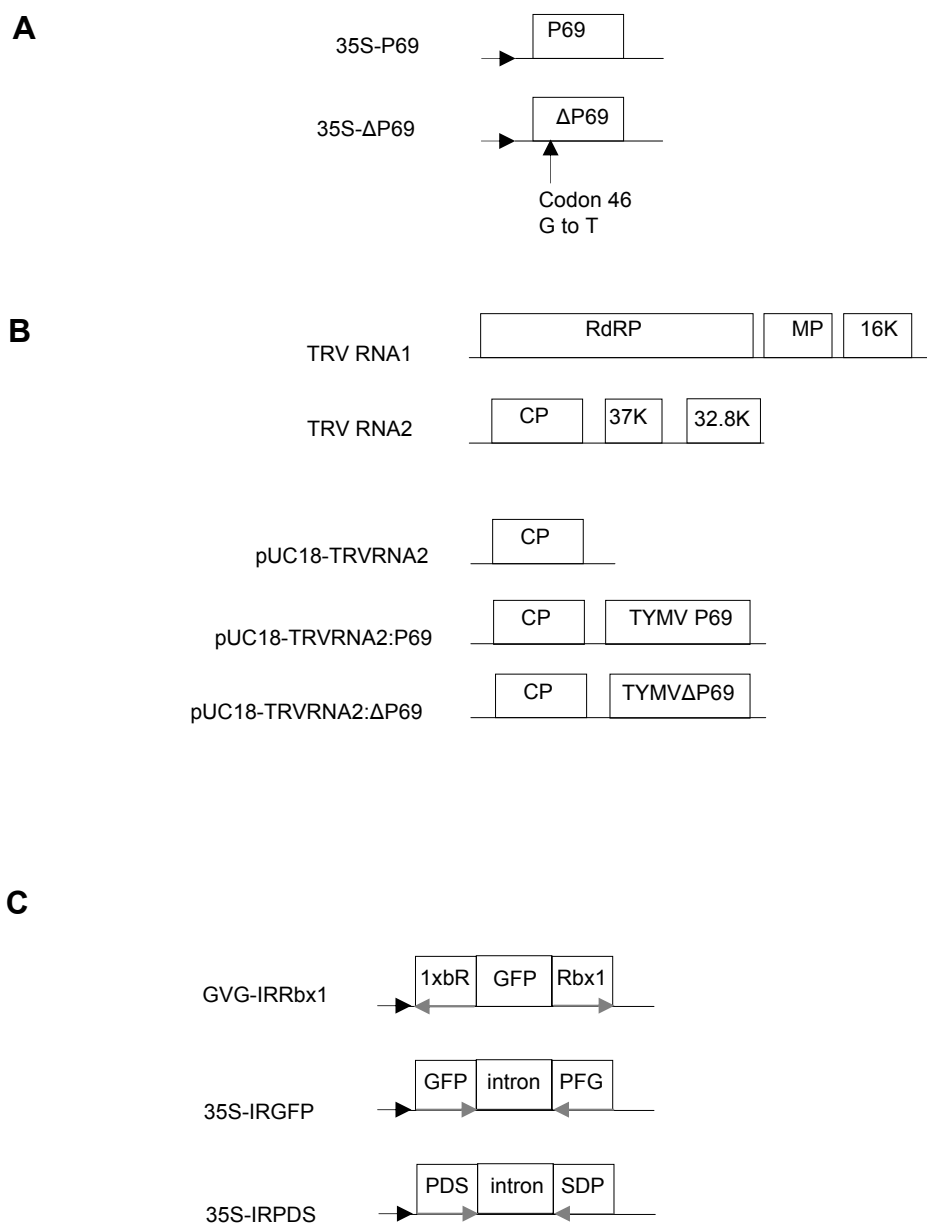 A
35S-P69
P69
35S-ΔP69
ΔP69
Codon 46
G to T
B
TRV RNA1
RdRP
MP
16K
TRV RNA2
CP
37K
32.8K
pUC18-TRVRNA2
CP
pUC18-TRVRNA2:P69
CP
TYMV P69
pUC18-TRVRNA2:ΔP69
CP
TYMVΔP69
C
GVG-IRRbx1
1xbR
GFP
Rbx1
35S-IRGFP
GFP
intron
PFG
35S-IRPDS
PDS
intron
SDP